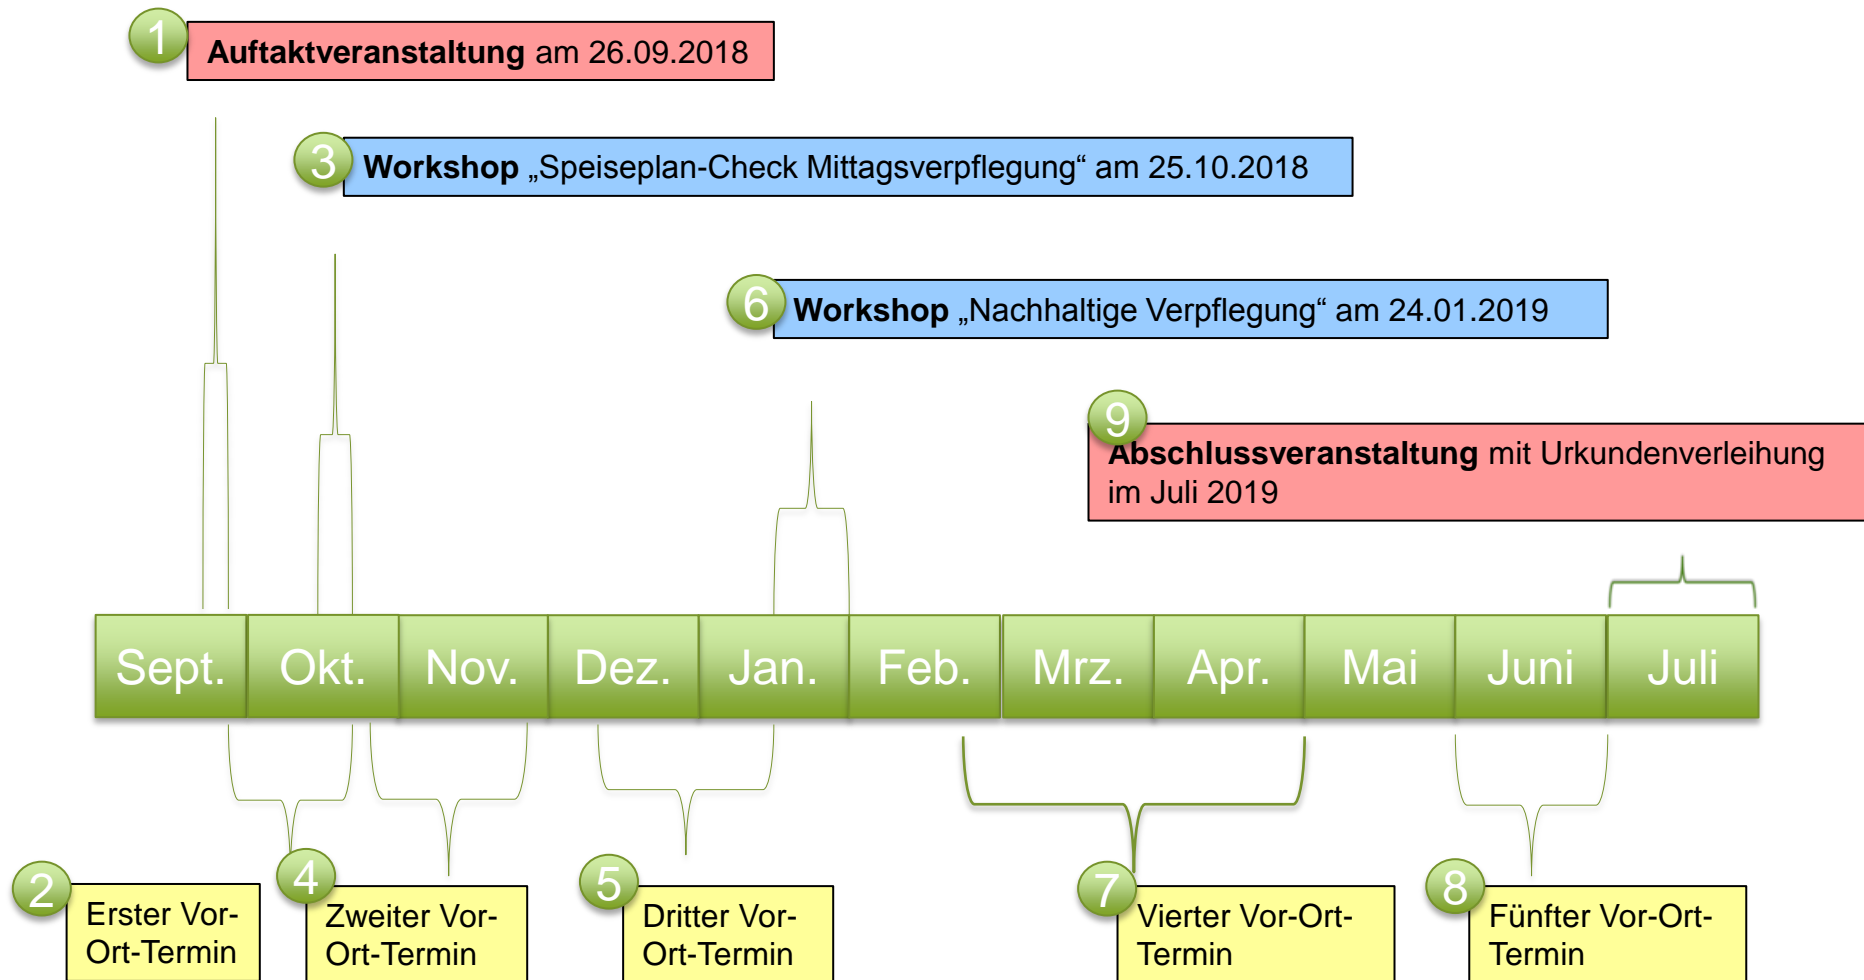 1
Auftaktveranstaltung am 26.09.2018
3
Workshop „Speiseplan-Check Mittagsverpflegung“ am 25.10.2018
6
Workshop „Nachhaltige Verpflegung“ am 24.01.2019
9
Abschlussveranstaltung mit Urkundenverleihung
im Juli 2019
Sept. Okt. Nov. Dez. Jan. Feb. Mrz. Apr. Mai Juni Juli
2
Erster Vor-
Ort-Termin
4
Zweiter Vor-
Ort-Termin
5
Dritter Vor-
Ort-Termin
7
Vierter Vor-Ort-
Termin
8
Fünfter Vor-Ort-
Termin